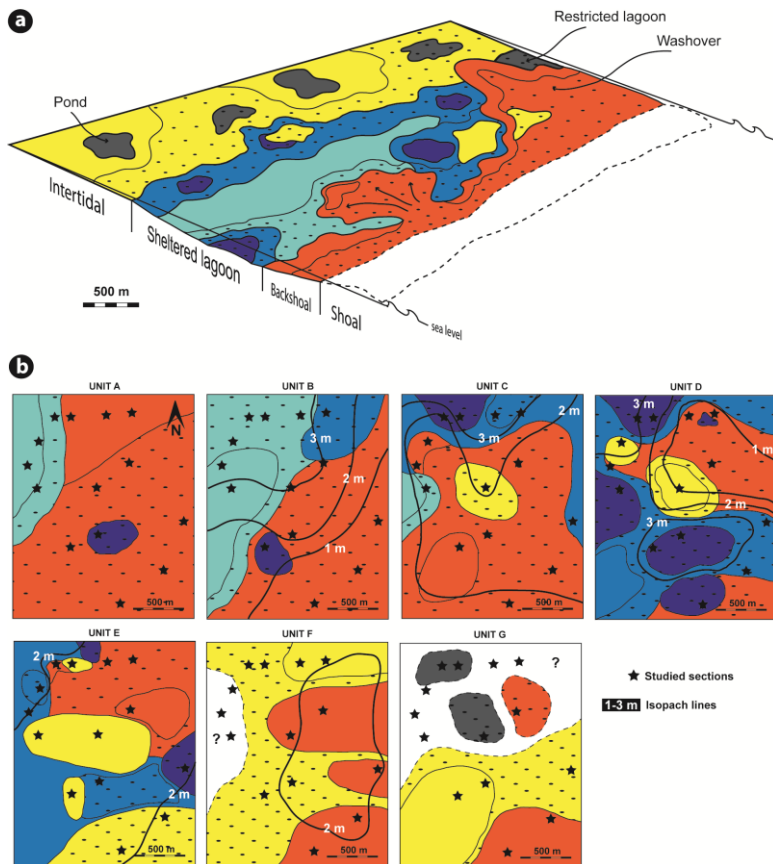 a
Restricted lagoon
Washover
Pond
Intertidal
Sheltered lagoon
Backshoal
Shoal
sea level
500 m
b
UNIT A
UNIT B
UNIT C
UNIT D
N
3 m
2 m
1 m
500 m
500 m
2 m
3 m
500 m
3 m
1 m
2 m
3 m
500 m
UNIT E
UNIT F
UNIT G
2 m
2 m
500 m
?
2 m
500 m
?
500 m
Studied sections
1-3 m Isopach lines